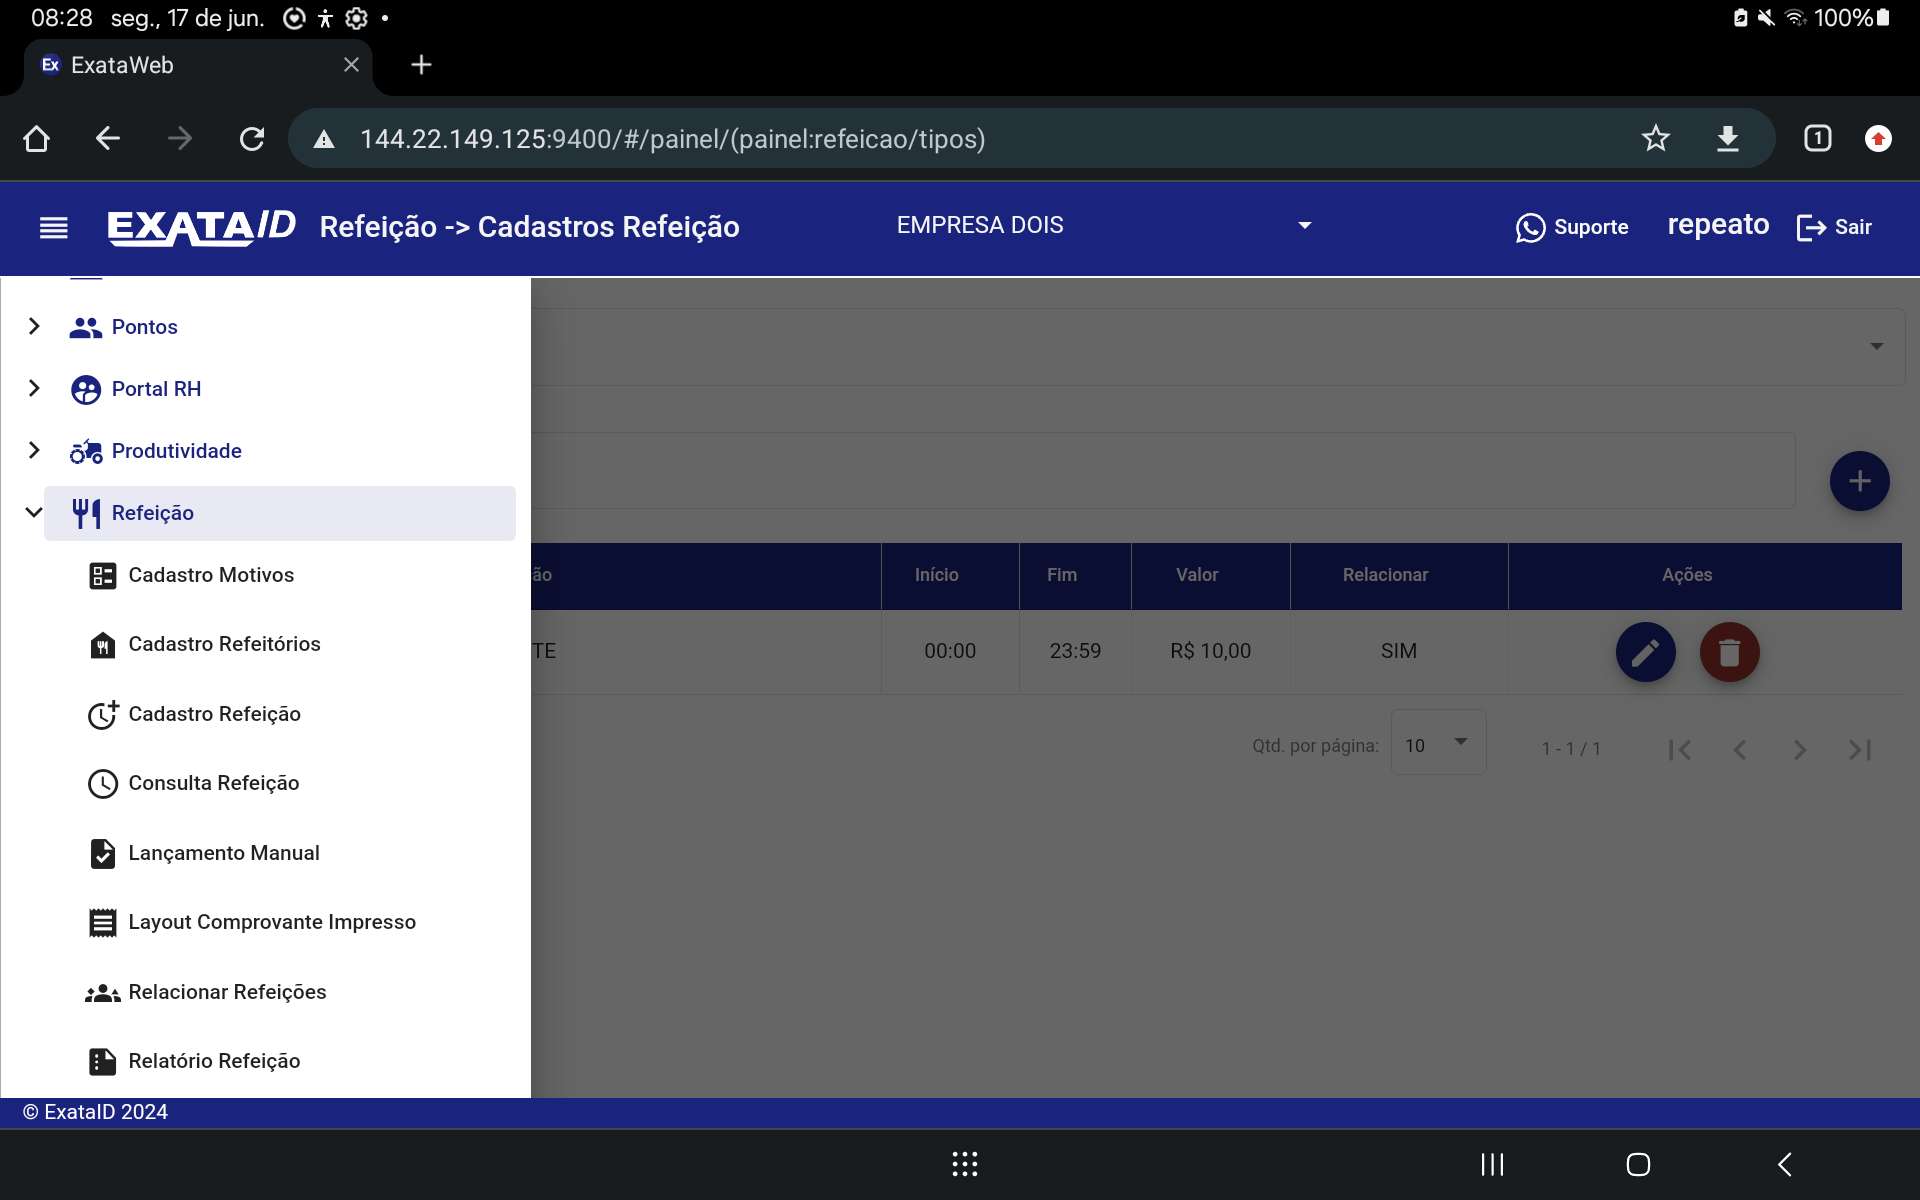 08:28 seg., 17 de jun.
100%
Ex ExataWeb
144.22.149.125:9400/#/painel/(painel:refeicao/tipos)
1
EXATAID Refeição -> Cadastros Refeição EMPRESA DOIS Suporte repeato Sair
Pontos
Portal RH
Produtividade
Refeição
Cadastro Motivos
Cadastro Refeitórios
Cadastro Refeição
Consulta Refeição
Lançamento Manual
Layout Comprovante Impresso
Relacionar Refeições
Relatório Refeição
ão Início Fim Valor Relacionar Ações
TE 00:00 23:59 R$ 10,00 SIM
Qtd. por página: 10 1 - 1 / 1
© ExataID 2024